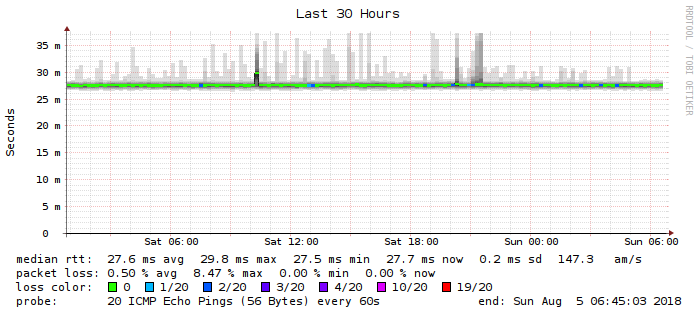 Last 30 Hours
RRDTOOL / TOBI OETIKER
Seconds
35 m
30 m
25 m
20 m
15 m
10 m
5 m
0
Sat 06:00 Sat 12:00 Sat 18:00 Sun 00:00 Sun 06:00
median rtt: 27.6 ms avg 29.8 ms max 27.5 ms min 27.7 ms now 0.2 ms sd 147.3 am/s
packet loss: 0.50 % avg 8.47 % max 0.00 % min 0.00 % now
loss color: 0 1/20 2/20 3/20 4/20 10/20 19/20
probe: 20 ICMP Echo Pings (56 Bytes) every 60s end: Sun Aug 5 06:45:03 2018